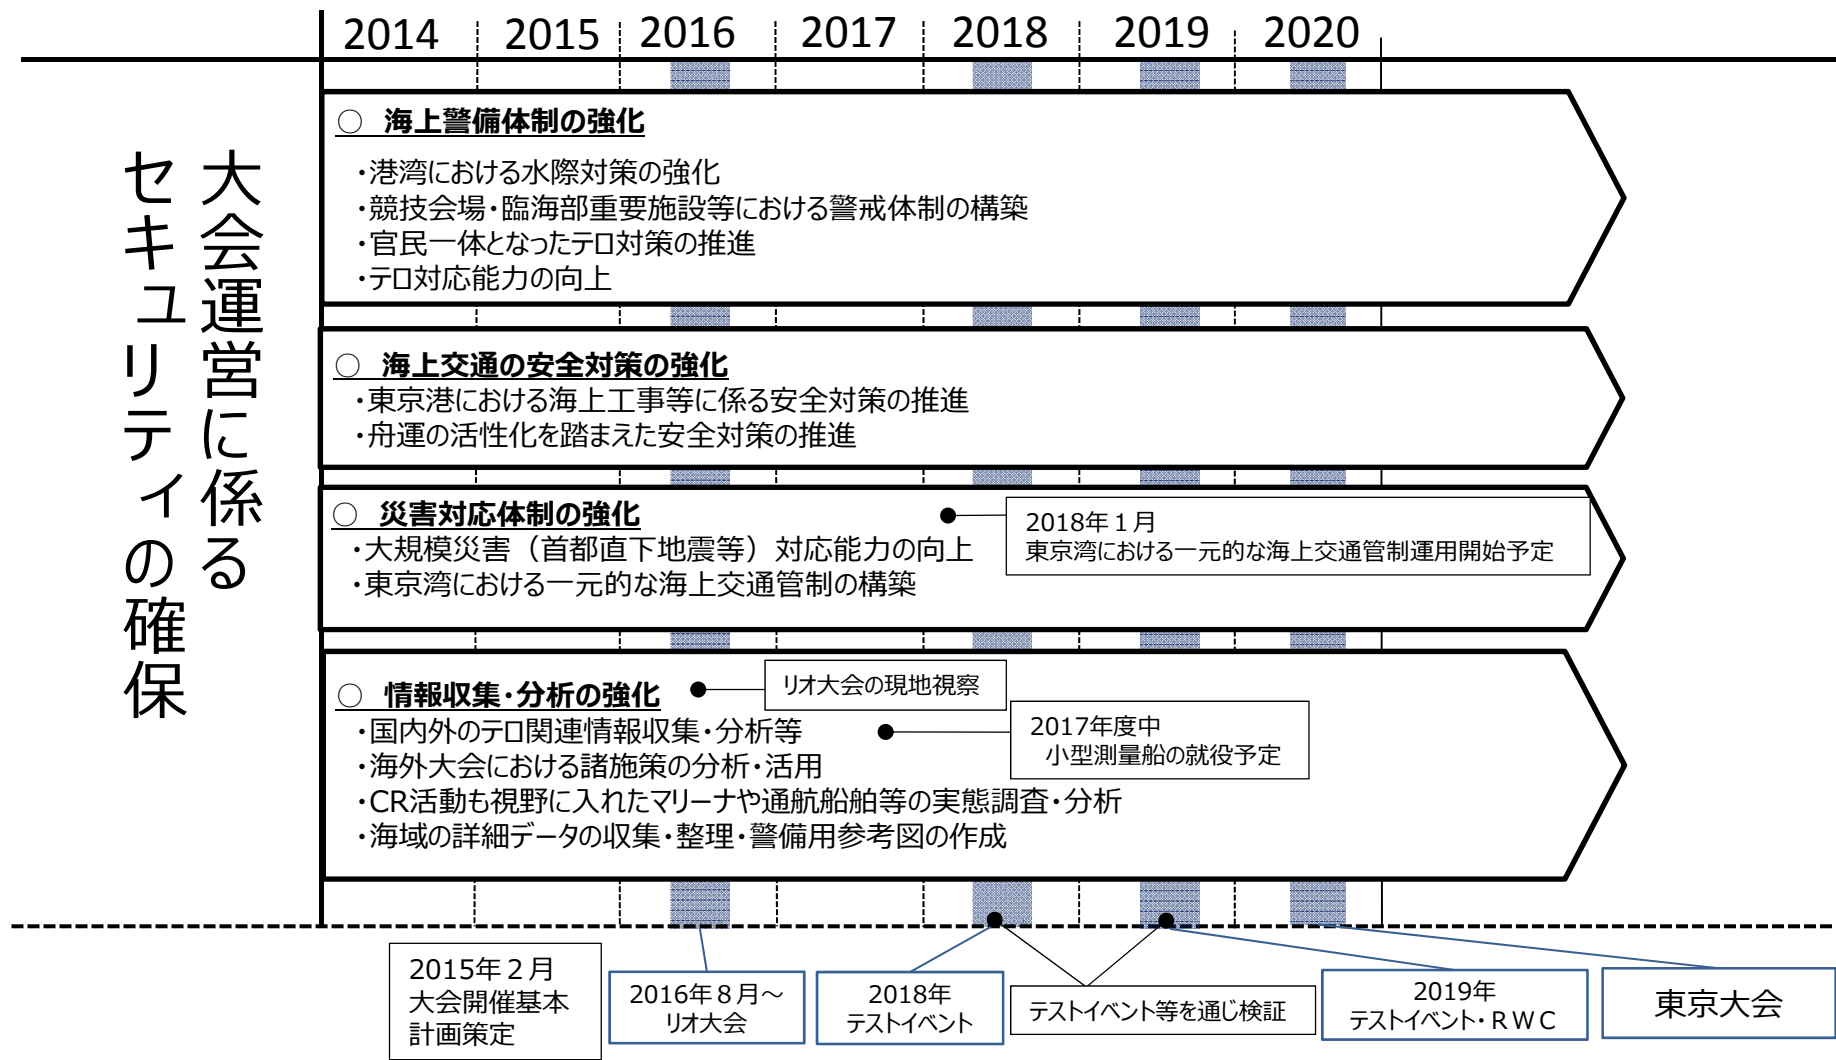 2014 2015 2016 2017 2018 2019 2020
大会運営に係る
セキュリティの確保
○ 海上警備体制の強化
・港湾における水際対策の強化
・競技会場・臨海部重要施設等における警戒体制の構築
・官民一体となったテロ対策の推進
・テロ対応能力の向上
○ 海上交通の安全対策の強化
・東京港における海上工事等に係る安全対策の推進
・舟運の活性化を踏まえた安全対策の推進
○ 災害対応体制の強化
・大規模災害（首都直下地震等）対応能力の向上
・東京湾における一元的な海上交通管制の構築
2018年１月
東京湾における一元的な海上交通管制運用開始予定
○ 情報収集・分析の強化
リオ大会の現地視察
・国内外のテロ関連情報収集・分析等
・海外大会における諸施策の分析・活用
・CR活動も視野に入れたマリーナや通航船舶等の実態調査・分析
・海域の詳細データの収集・整理・警備用参考図の作成
2017年度中
小型測量船の就役予定
2015年２月
大会開催基本
計画策定
2016年８月～
リオ大会
2018年
テストイベント
テストイベント等を通じ検証
2019年
テストイベント・ＲＷＣ
東京大会